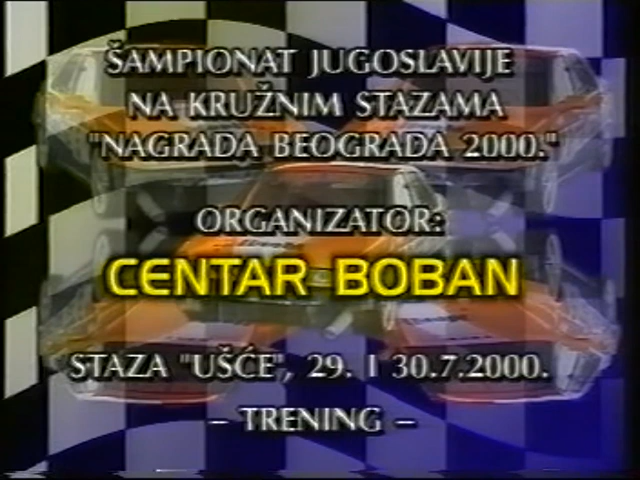 ŠAMPIONAT JUGOSLAVIJE
NA KRUŽNIM STAZAMA
"NAGRADA BEOGRADA 2000."
ORGANIZATOR:
CENTAR BOBAN
STAZA "UŠĆE", 29. I 30.7.2000.
– TRENING –